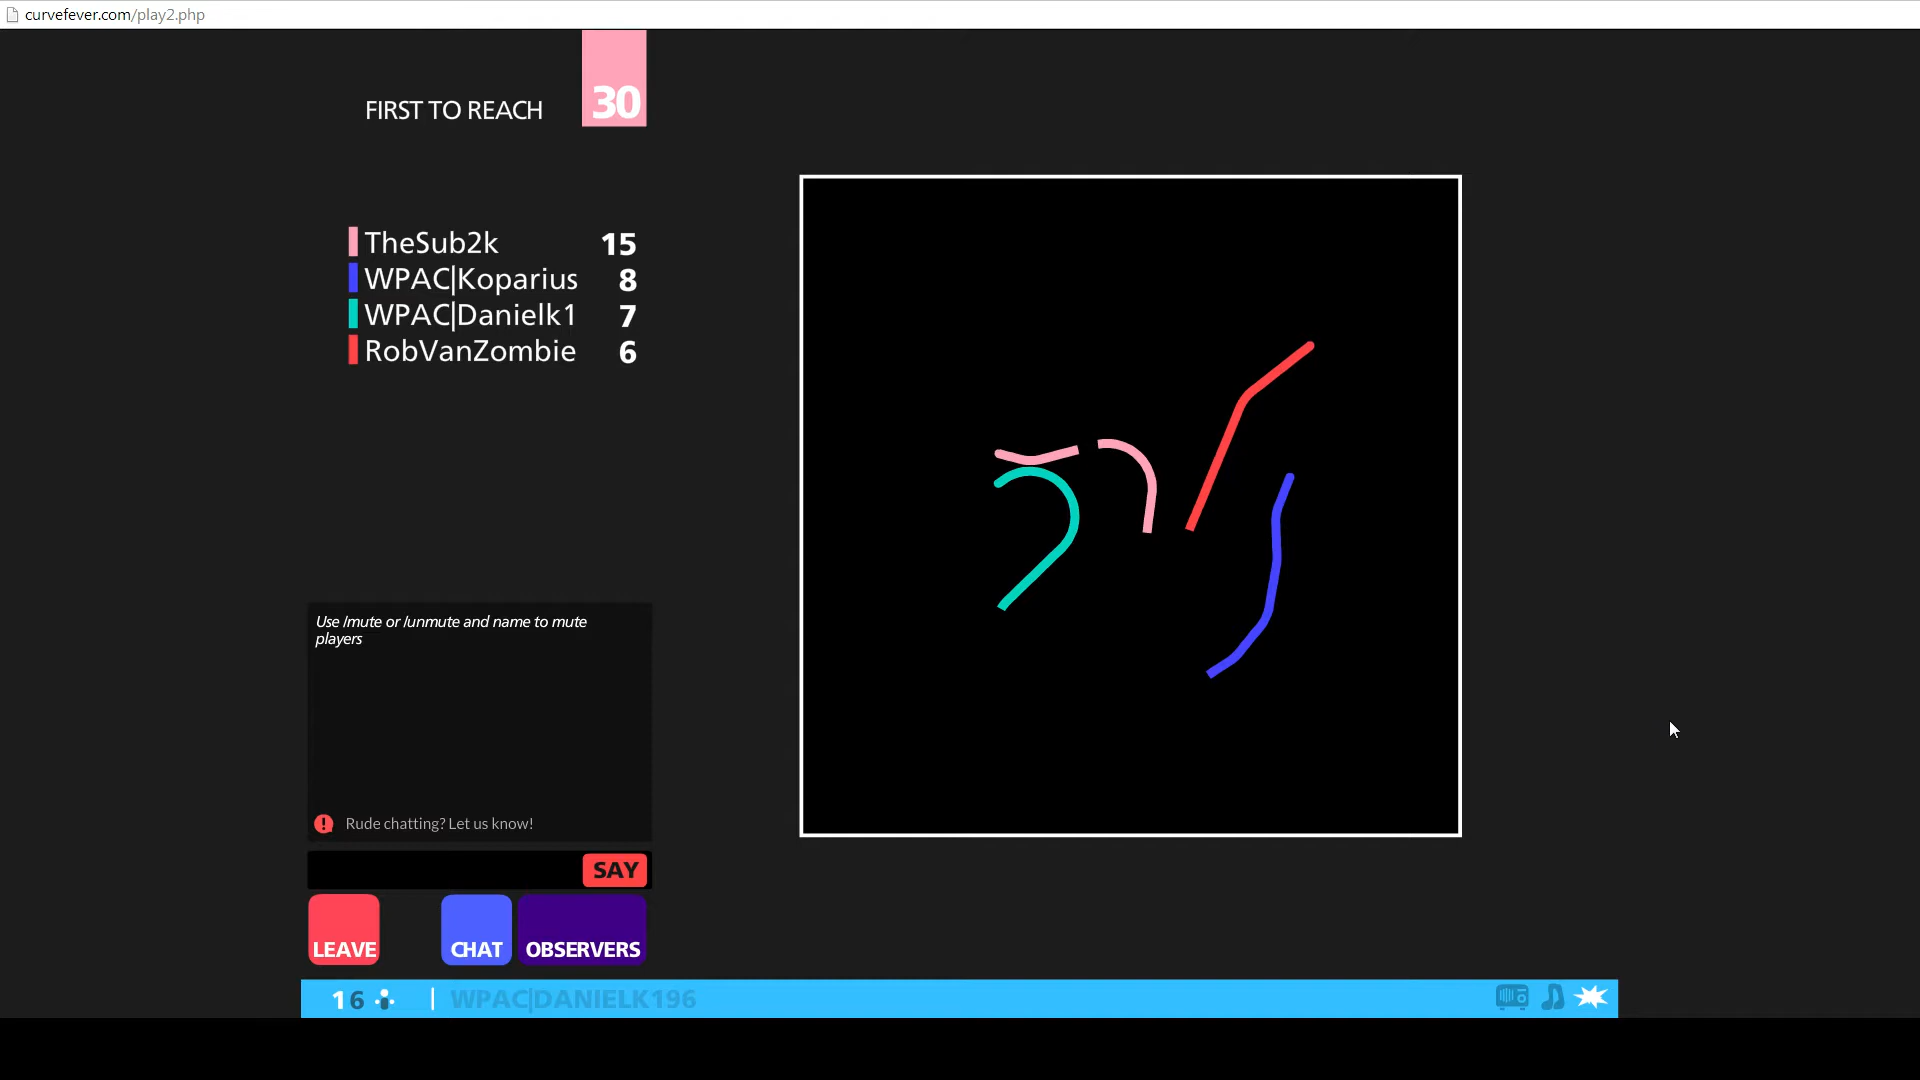 curvefever.com/play2.php
FIRST TO REACH
30
TheSub2k 15
WPAC|Koparius 8
WPAC|Danielk1 7
RobVanZombie 6
Use /mute or /unmute and name to mute
players
Rude chatting? Let us know!
SAY
LEAVE
CHAT
OBSERVERS
16
WPAC|DANIELK196